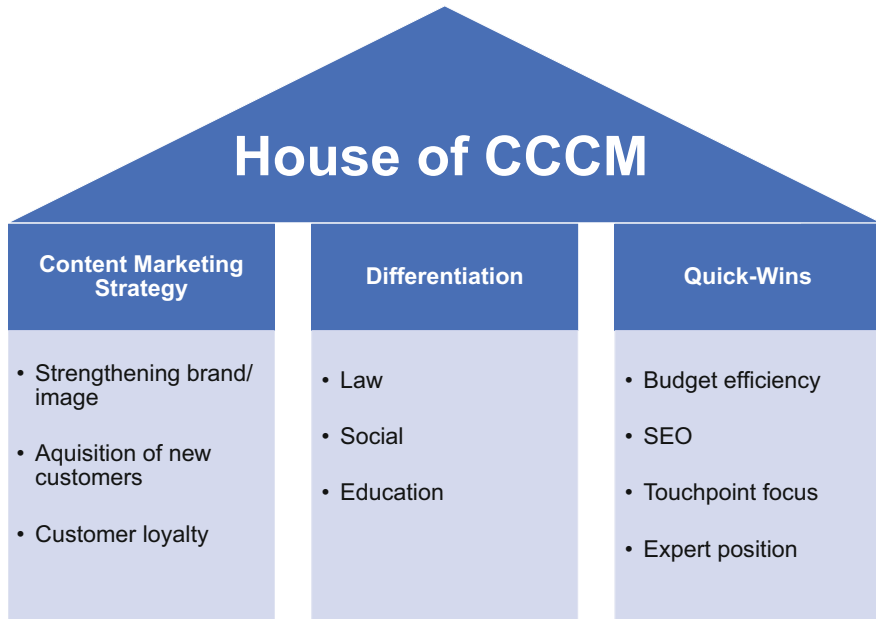 House of CCCM
Content Marketing
Strategy
• Strengthening brand/
image
• Aquisition of new
customers
• Customer loyalty
Differentiation
• Law
• Social
• Education
Quick-Wins
• Budget efficiency
• SEO
• Touchpoint focus
• Expert position